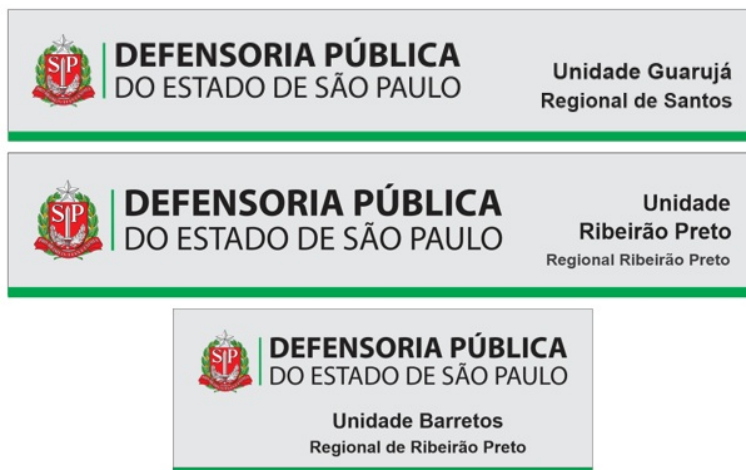 SP
DEFENSORIA PÚBLICA
DO ESTADO DE SÃO PAULO
Unidade Guarujá
Regional de Santos
SP
DEFENSORIA PÚBLICA
DO ESTADO DE SÃO PAULO
Unidade
Ribeirão Preto
Regional Ribeirão Preto
SP
DEFENSORIA PÚBLICA
DO ESTADO DE SÃO PAULO
Unidade Barretos
Regional de Ribeirão Preto